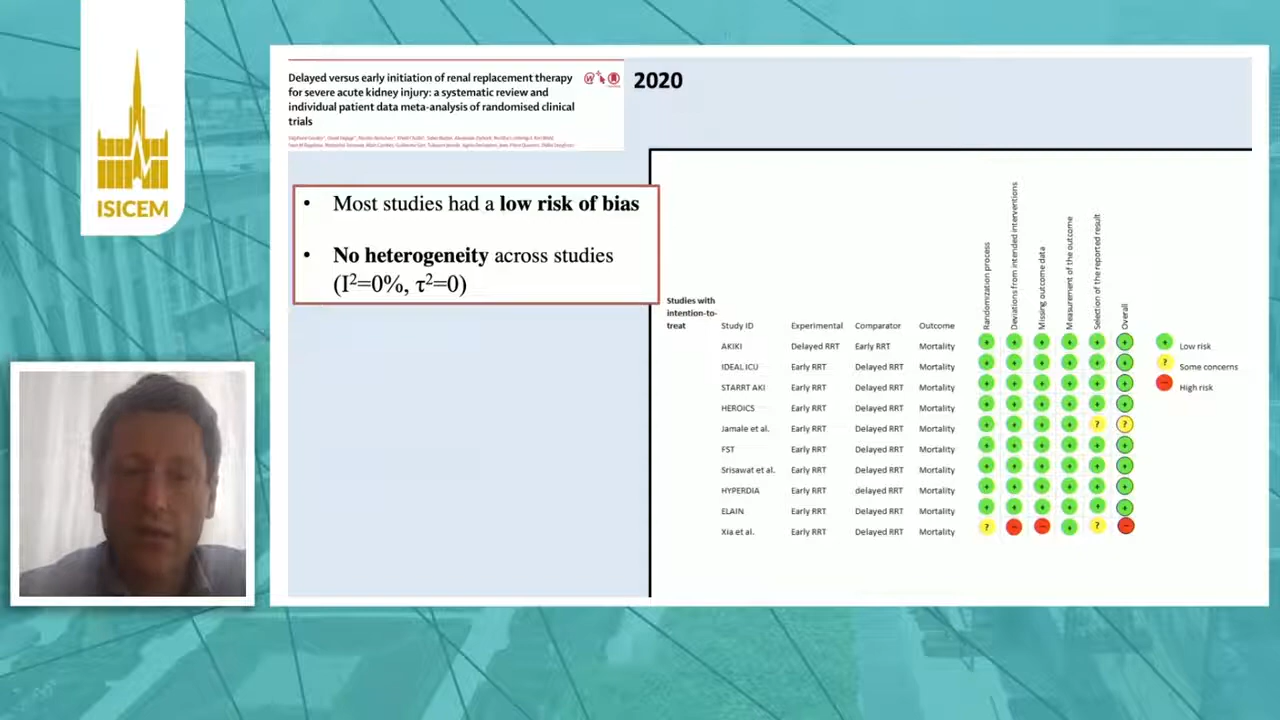 ISICEM
Delayed versus early initiation of renal replacement therapy
for severe acute kidney injury: a systematic review and
individual patient data meta-analysis of randomised clinical
trials
2020
• Most studies had a low risk of bias
• No heterogeneity across studies
(I²=0%, τ²=0)
Randomization process
Deviations from intended interventions
Missing outcome data
Measurement of the outcome
Selection of the reported result
Overall
Studies with
intention-to-
treat
Study ID Experimental Comparator Outcome
AKIKI Delayed RRT Early RRT Mortality + + + + + +
IDEAL ICU Early RRT Delayed RRT Mortality + + + + + +
STARRT AKI Early RRT Delayed RRT Mortality + + + + + +
HEROICS Early RRT Delayed RRT Mortality + + + + + +
Jamale et al. Early RRT Delayed RRT Mortality + + + + ? ?
FST Early RRT Delayed RRT Mortality + + + + + +
Srisawat et al. Early RRT Delayed RRT Mortality + + + + + +
HYPERDIA Early RRT delayed RRT Mortality + + + + + +
ELAIN Early RRT Delayed RRT Mortality + + + + + +
Xia et al. Early RRT Delayed RRT Mortality ? − − + ? −
+ Low risk
? Some concerns
− High risk